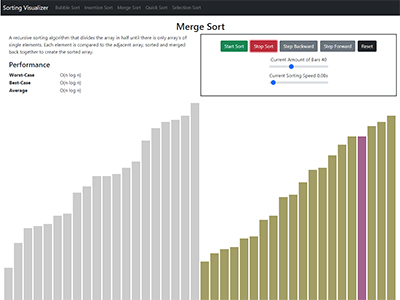 Sorting Visualizer Bubble Sort Insertion Sort Merge Sort Quick Sort Selection Sort
Merge Sort
A recursive sorting algorithm that divides the array in half until there is only array's of
single elements. Each element is compared to the adjacent array, sorted and merged
back together to create the sorted array.
Performance
Worst-Case O(n log n)
Best-Case O(n log n)
Average O(n log n)
Start Sort Stop Sort Step Backward Step Forward Reset
Current Amount of Bars 40
Current Sorting Speed 0.08x